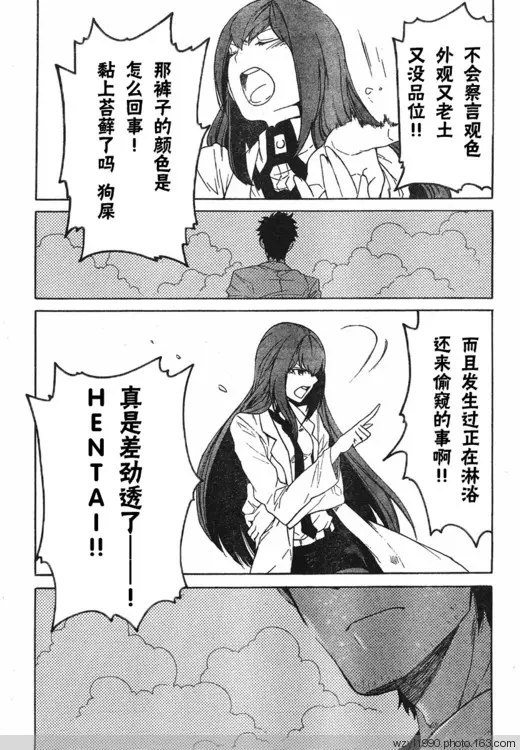 不会察言观色
外观又老土
又没品位!!
那裤子的颜色是
怎么回事!
黏上苔藓了吗 狗屎
而且发生过正在淋浴
还来偷窥的事啊!!
真是差劲透了——!
HENTAI!!
wzyl1990.photo.163.com